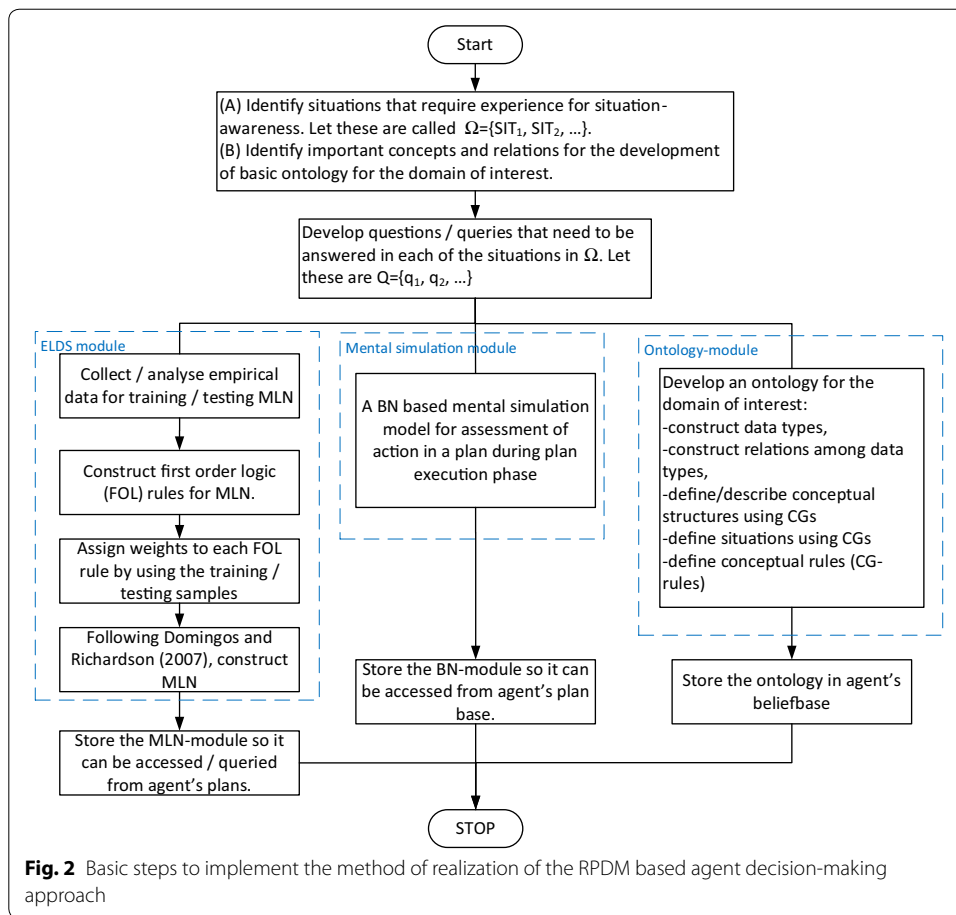 Start
(A) Identify situations that require experience for situation-
awareness. Let these are called Ω={SIT₁, SIT₂, ...}.
(B) Identify important concepts and relations for the development
of basic ontology for the domain of interest.
Develop questions / queries that need to be
answered in each of the situations in Ω. Let
these are Q={q₁, q₂, ...}
ELDS module
Collect / analyse empirical
data for training / testing MLN
Construct first order logic
(FOL) rules for MLN.
Assign weights to each FOL
rule by using the training /
testing samples
Following Domingos and
Richardson (2007), construct
MLN
Store the MLN-module so it
can be accessed / queried
from agent's plans.
Mental simulation module
A BN based mental simulation
model for assessment of
action in a plan during plan
execution phase
Store the BN-module so it can
be accessed from agent's plan
base.
Ontology-module
Develop an ontology for the
domain of interest:
-construct data types,
-construct relations among data
types,
-define/describe conceptual
structures using CGs
-define situations using CGs
-define conceptual rules (CG-
rules)
Store the ontology in agent's
beliefbase
STOP
Fig. 2 Basic steps to implement the method of realization of the RPDM based agent decision-making
approach